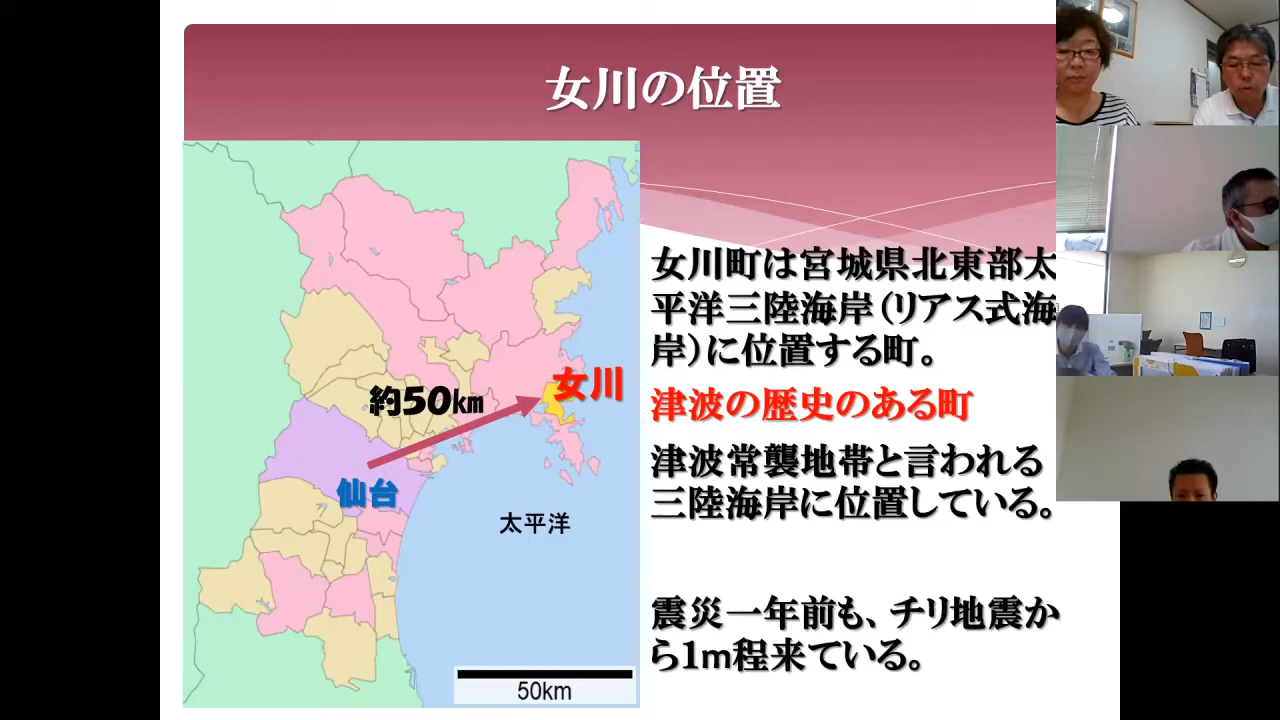 女川の位置
約50㎞
女川
仙台
太平洋
50km
女川町は宮城県北東部太
平洋三陸海岸（リアス式海
岸）に位置する町。
津波の歴史のある町
津波常襲地帯と言われる
三陸海岸に位置している。
震災一年前も、チリ地震か
ら1m程来ている。